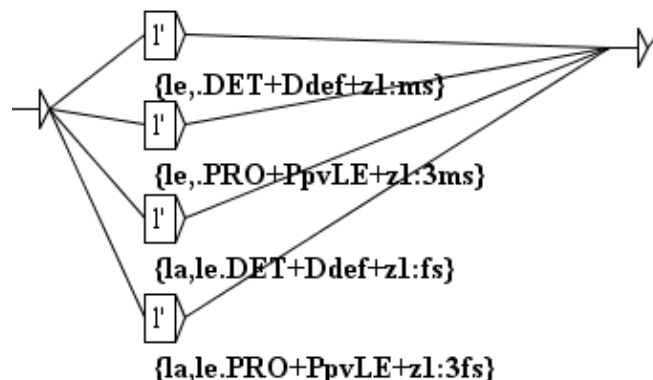 l'
{le,.DET+Ddef+z1:ms}
l'
{le,.PRO+PpvLE+z1:3ms}
l'
{la,le.DET+Ddef+z1:fs}
l'
{la,le.PRO+PpvLE+z1:3fs}